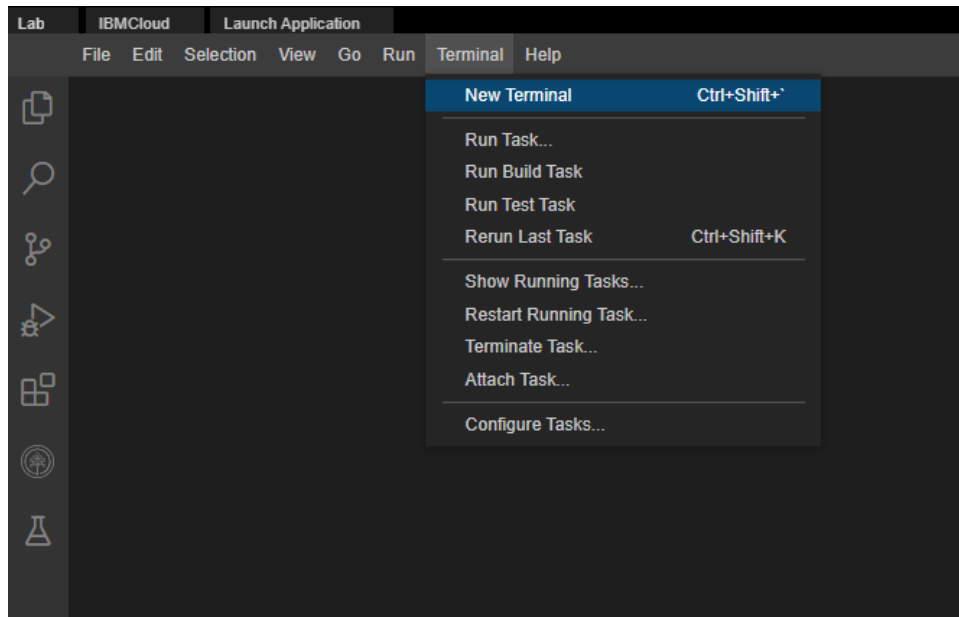 Lab IBMCloud Launch Application
File Edit Selection View Go Run Terminal Help
New Terminal Ctrl+Shift+`
Run Task...
Run Build Task
Run Test Task
Rerun Last Task Ctrl+Shift+K
Show Running Tasks...
Restart Running Task...
Terminate Task...
Attach Task...
Configure Tasks...